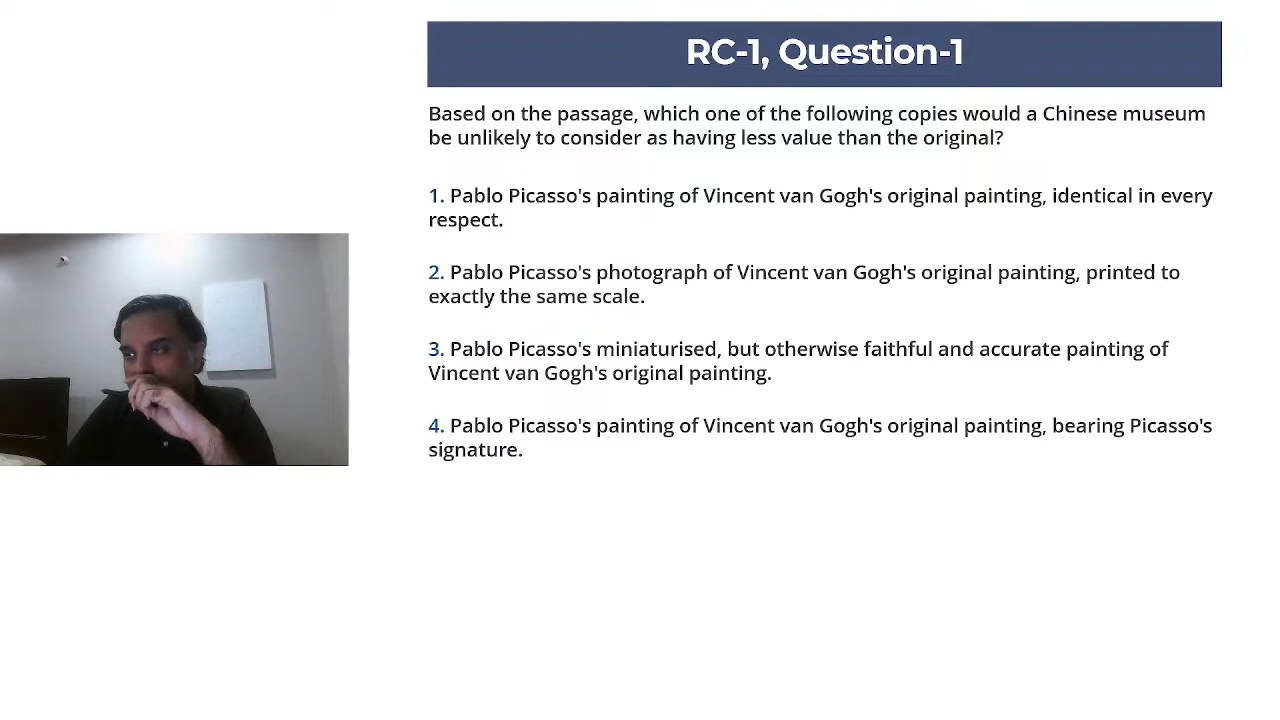 RC-1, Question-1
Based on the passage, which one of the following copies would a Chinese museum
be unlikely to consider as having less value than the original?
1. Pablo Picasso's painting of Vincent van Gogh's original painting, identical in every
respect.
2. Pablo Picasso's photograph of Vincent van Gogh's original painting, printed to
exactly the same scale.
3. Pablo Picasso's miniaturised, but otherwise faithful and accurate painting of
Vincent van Gogh's original painting.
4. Pablo Picasso's painting of Vincent van Gogh's original painting, bearing Picasso's
signature.